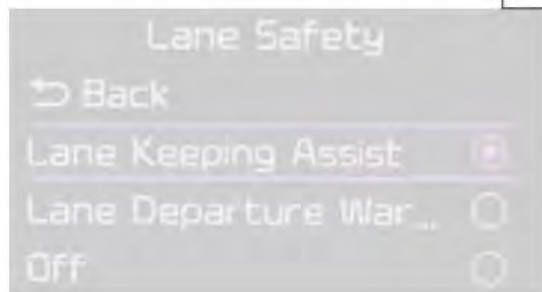 Lane Safety
Back
Lane Keeping Assist
Lane Departure War...
Off